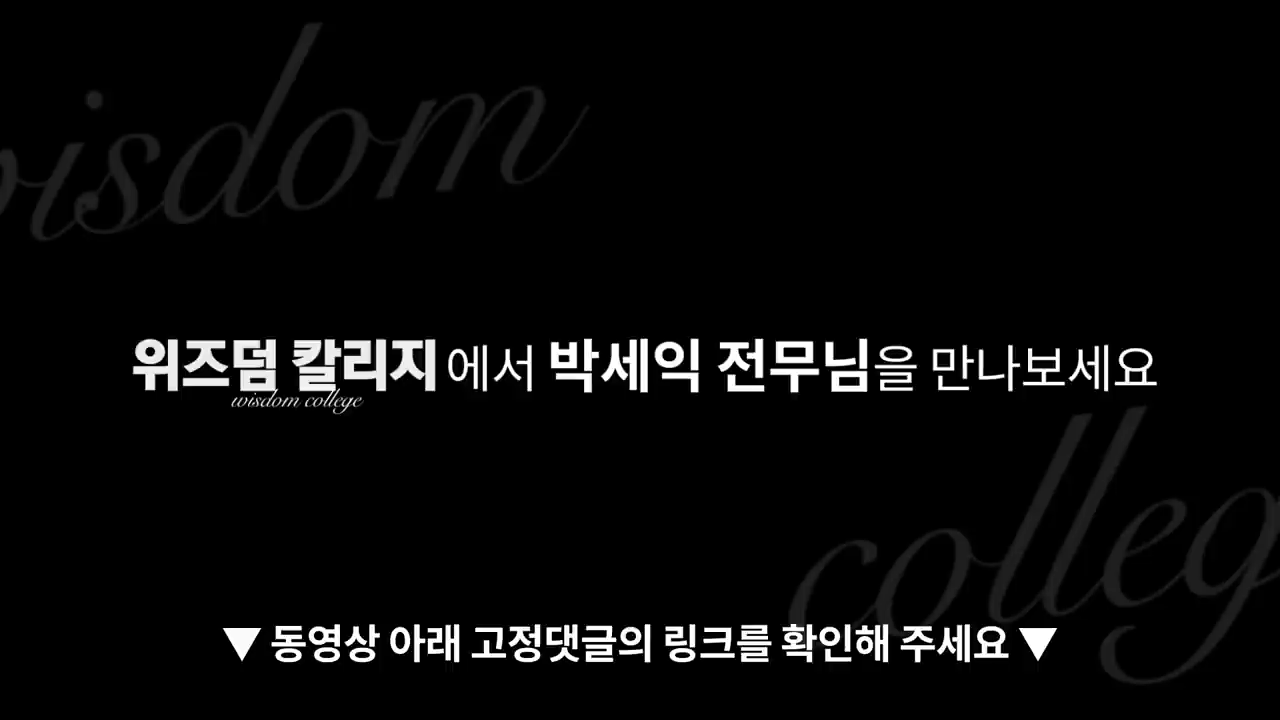 wisdom
위즈덤 칼리지에서 박세익 전무님을 만나보세요
wisdom college
colleg
▼ 동영상 아래 고정댓글의 링크를 확인해 주세요 ▼